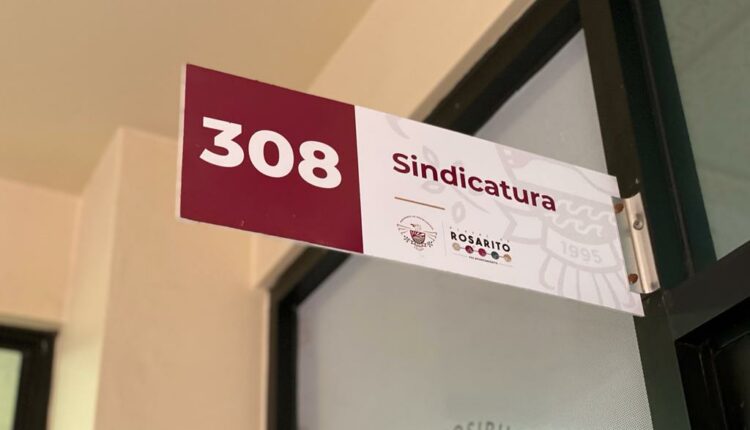 308
Sindicatura
ROSARITO
1995